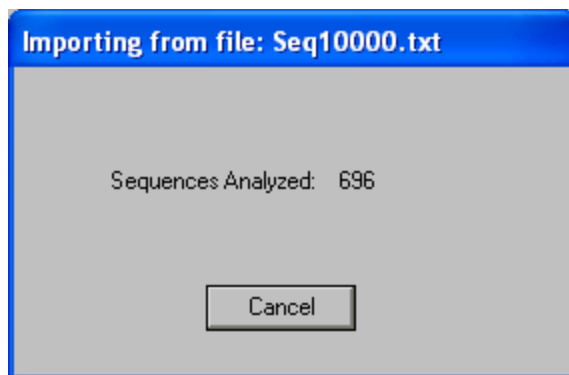 Importing from file: Seq10000.txt
Sequences Analyzed: 696
Cancel